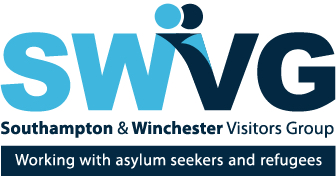 SWVG
Southampton & Winchester Visitors Group
Working with asylum seekers and refugees